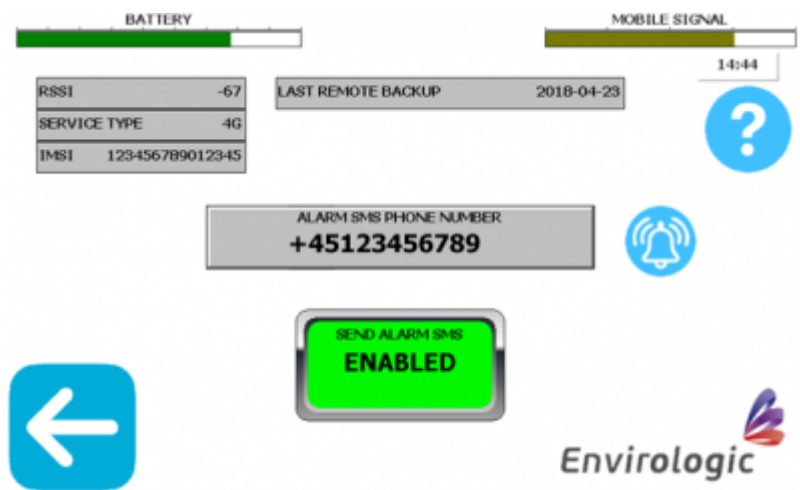 BATTERY
MOBILE SIGNAL
14:44
RSSI -67
LAST REMOTE BACKUP 2018-04-23
SERVICE TYPE 4G
IMSI 123456789012345
?
ALARM SMS PHONE NUMBER
+45123456789
SEND ALARM SMS
ENABLED
Envirologic